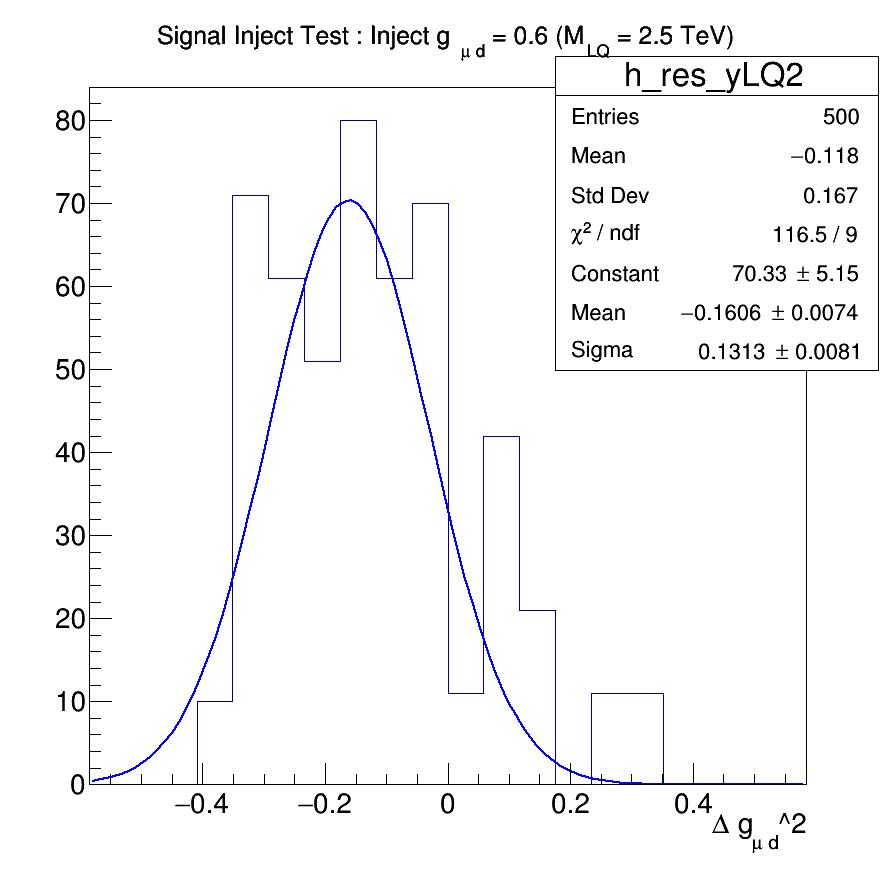 Signal Inject Test : Inject g μ d = 0.6 (M LQ = 2.5 TeV)
h_res_yLQ2
Entries 500
Mean −0.118
Std Dev 0.167
χ² / ndf 116.5 / 9
Constant 70.33 ± 5.15
Mean −0.1606 ± 0.0074
Sigma 0.1313 ± 0.0081
80
70
60
50
40
30
20
10
0
−0.4 −0.2 0 0.2 0.4
Δ g μ d ^2